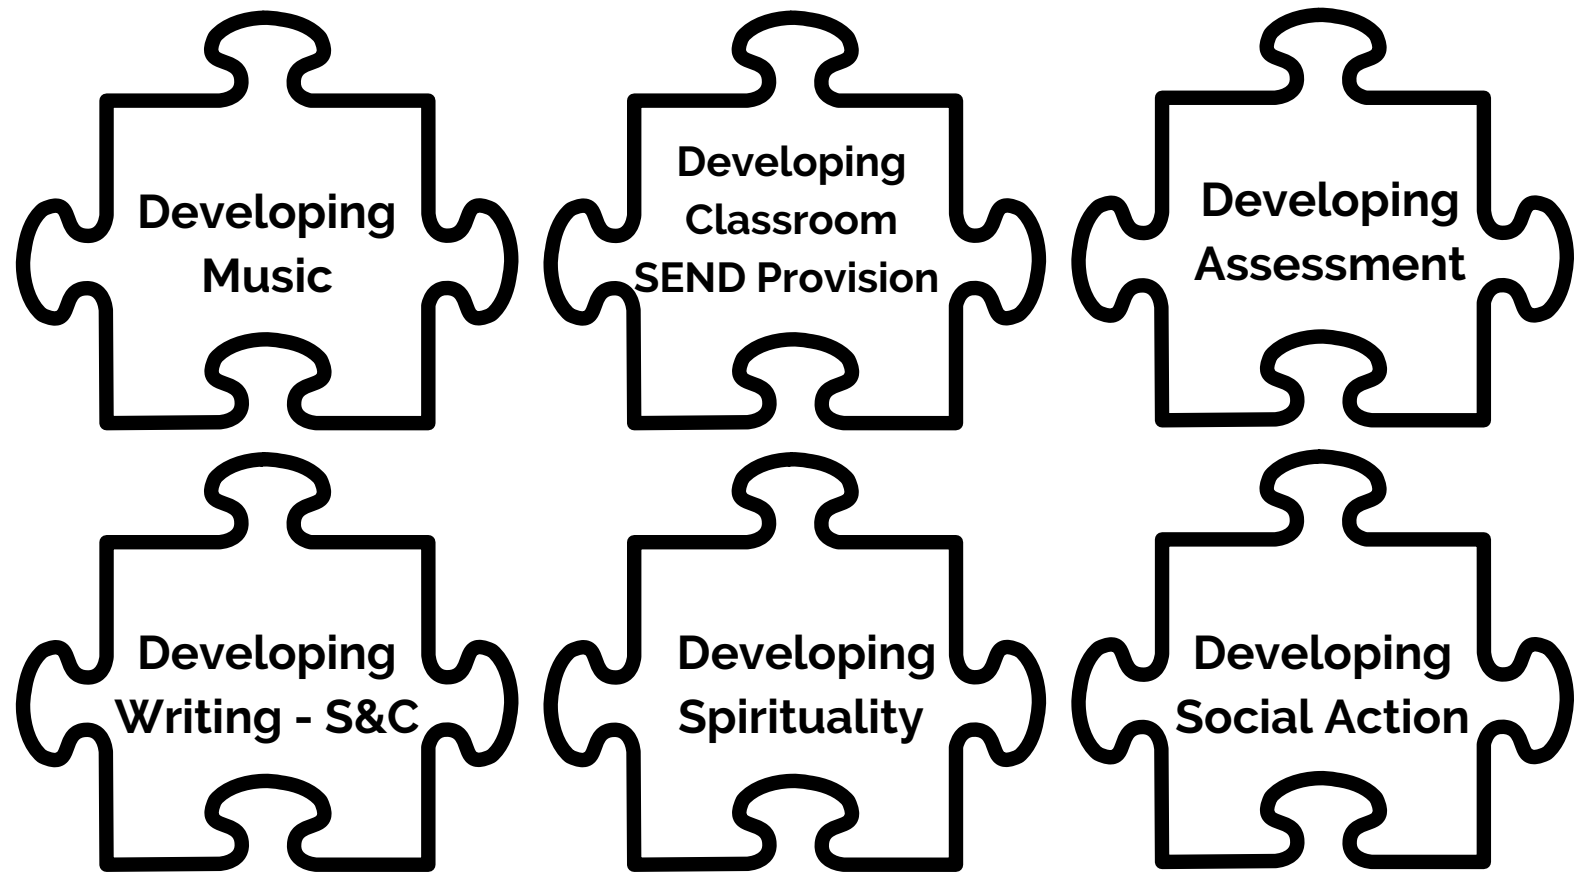 Developing
Music
Developing
Classroom
SEND Provision
Developing
Assessment
Developing
Writing - S&C
Developing
Spirituality
Developing
Social Action